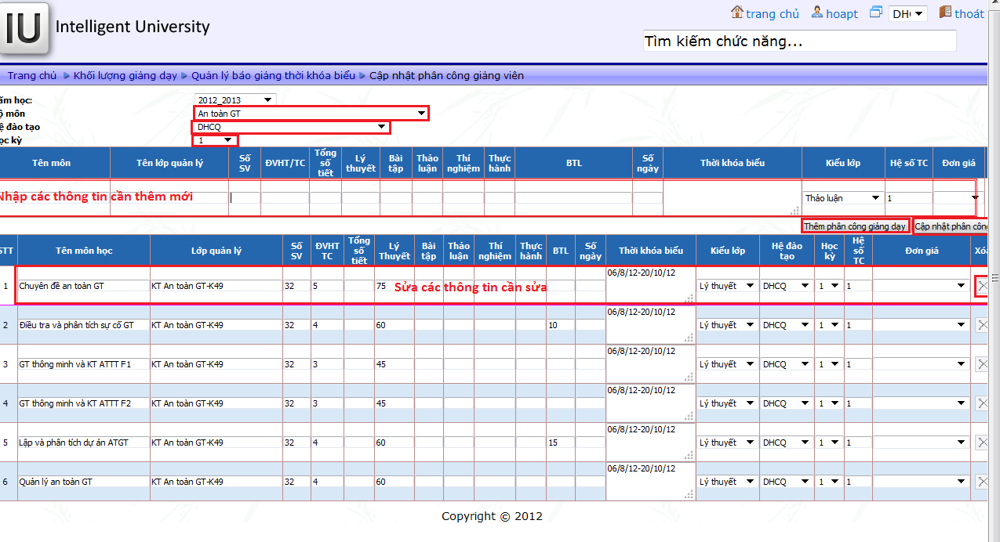 IU Intelligent University
trang chủ hoapt DH thoát
Tìm kiếm chức năng...
Trang chủ Khối lượng giảng dạy Quản lý báo giảng thời khóa biểu Cập nhật phân công giảng viên
ăm học: 2012_2013
ộ môn An toàn GT
ệ đào tạo DHCQ
ọc kỳ 1
Tên môn Tên lớp quản lý Số SV ĐVHT/TC Tổng số tiết Lý thuyết Bài tập Thảo luận Thí nghiệm Thực hành BTL Số ngày Thời khóa biểu Kiểu lớp Hệ số TC Đơn giá
Nhập các thông tin cần thêm mới Thảo luận 1
Thêm phân công giảng dạy Cập nhật phân công
STT Tên môn học Lớp quản lý Số SV ĐVHT TC Tổng số tiết Lý Thuyết Bài tập Thảo luận Thí nghiệm Thực hành BTL Số ngày Thời khóa biểu Kiểu lớp Hệ đào tạo Học kỳ Hệ số TC Đơn giá Xóa
1 Chuyên đề an toàn GT KT An toàn GT-K49 32 5 75 Sửa các thông tin cần sửa 06/8/12-20/10/12 Lý thuyết DHCQ 1 1
2 Điều tra và phân tích sự cố GT KT An toàn GT-K49 32 4 60 10 06/8/12-20/10/12 Lý thuyết DHCQ 1 1
3 GT thông minh và KT ATTT F1 KT An toàn GT-K49 32 3 45 06/8/12-20/10/12 Lý thuyết DHCQ 1 1
4 GT thông minh và KT ATTT F2 KT An toàn GT-K49 32 3 45 06/8/12-20/10/12 Lý thuyết DHCQ 1 1
5 Lập và phân tích dự án ATGT KT An toàn GT-K49 32 4 60 15 06/8/12-20/10/12 Lý thuyết DHCQ 1 1
6 Quản lý an toàn GT KT An toàn GT-K49 32 4 60 06/8/12-20/10/12 Lý thuyết DHCQ 1 1
Copyright © 2012